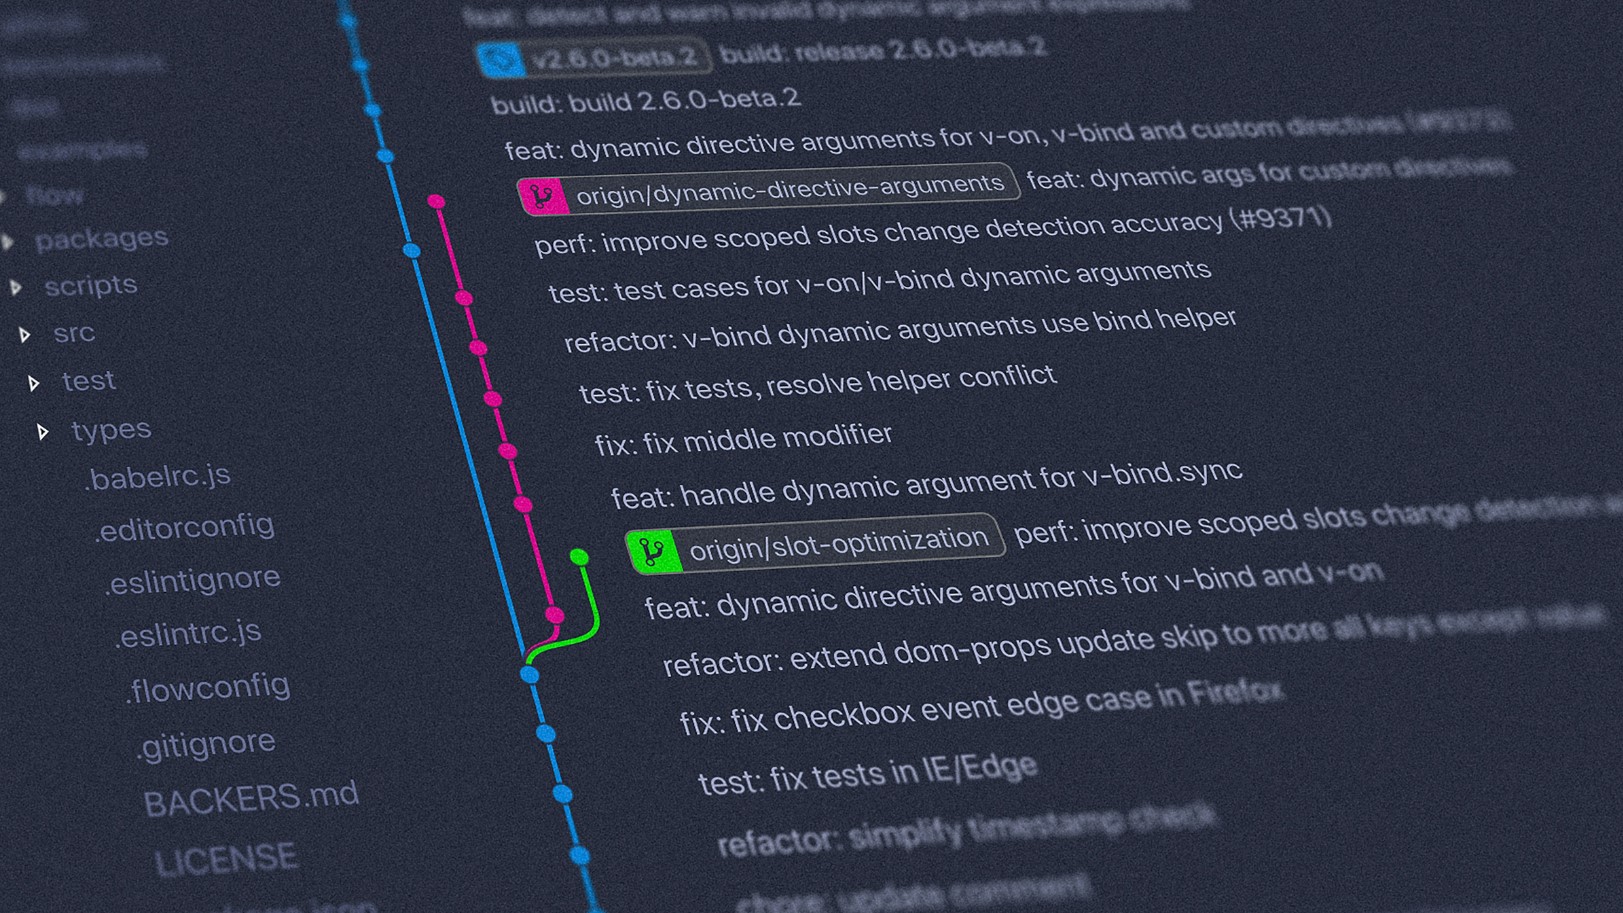 feat: detect and warn invalid dynamic argument expressions
v2.6.0-beta.2 build: release 2.6.0-beta.2
build: build 2.6.0-beta.2
feat: dynamic directive arguments for v-on, v-bind and custom directives (#9373)
origin/dynamic-directive-arguments feat: dynamic args for custom directives
perf: improve scoped slots change detection accuracy (#9371)
test: test cases for v-on/v-bind dynamic arguments
refactor: v-bind dynamic arguments use bind helper
test: fix tests, resolve helper conflict
fix: fix middle modifier
feat: handle dynamic argument for v-bind.sync
origin/slot-optimization perf: improve scoped slots change detection
feat: dynamic directive arguments for v-bind and v-on
refactor: extend dom-props update skip to more all keys except value
fix: fix checkbox event edge case in Firefox
test: fix tests in IE/Edge
refactor: simplify timestamp check
chore: update comment
examples
flow
packages
scripts
src
test
types
.babelrc.js
.editorconfig
.eslintignore
.eslintrc.js
.flowconfig
.gitignore
BACKERS.md
LICENSE